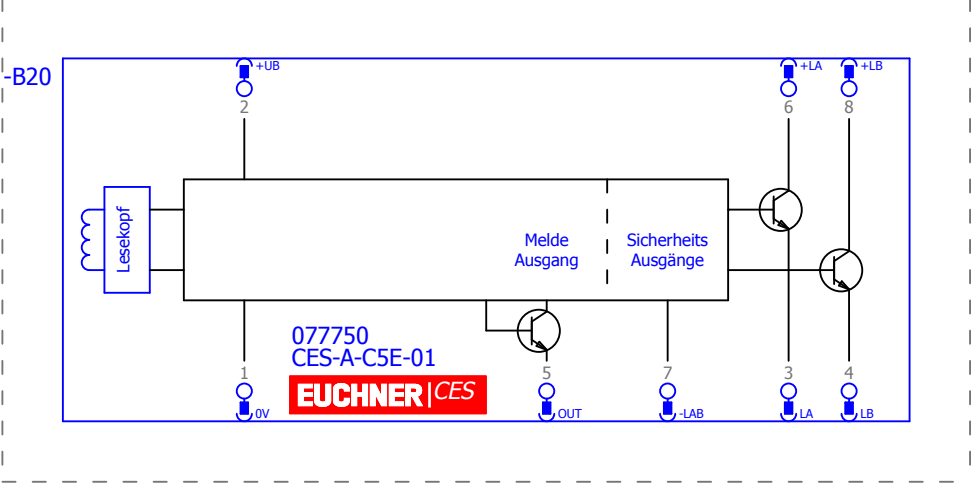 -B20
+UB
+LA
+LB
2
6
8
Lesekopf
Melde
Ausgang
Sicherheits
Ausgänge
077750
CES-A-C5E-01
EUCHNER|CES
1
5
7
3
4
0V
OUT
-LAB
LA
LB